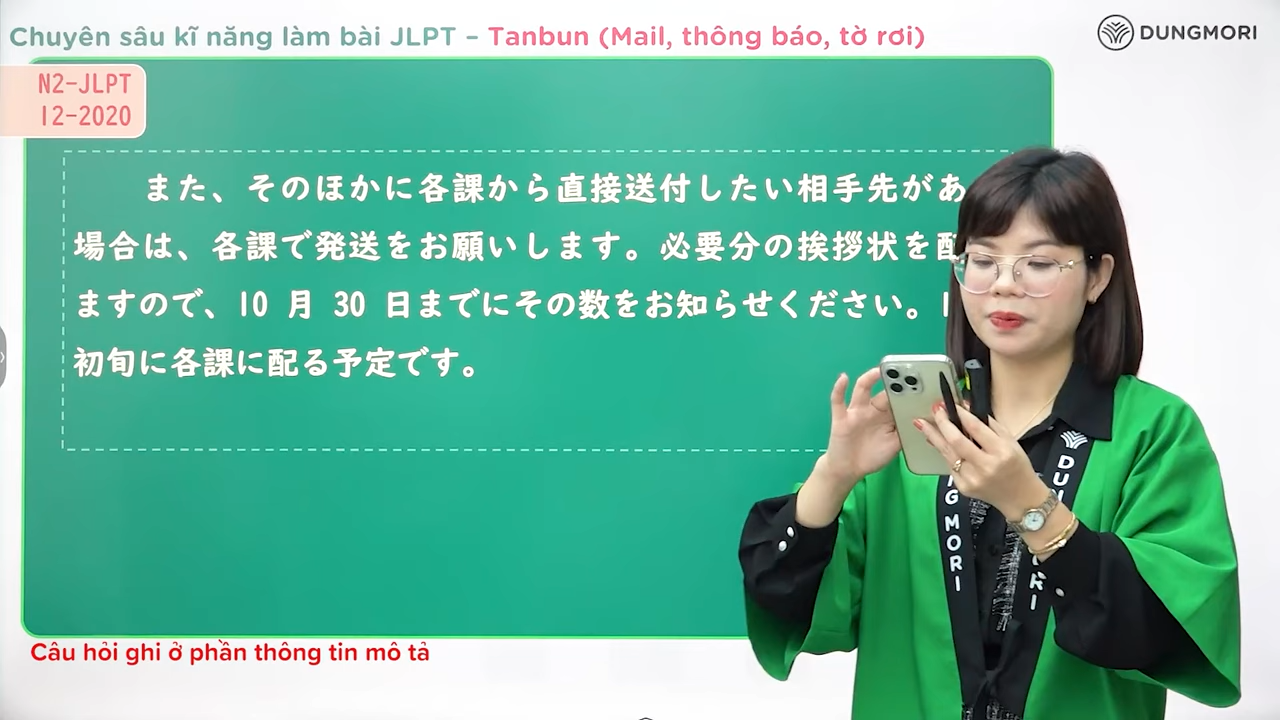 Chuyên sâu kĩ năng làm bài JLPT – Tanbun (Mail, thông báo, tờ rơi)
DUNGMORI
N2-JLPT
12-2020
また、そのほかに各課から直接送付したい相手先があ
場合は、各課で発送をお願いします。必要分の挨拶状を配
ますので、10 月 30 日までにその数をお知らせください。1
初旬に各課に配る予定です。
Câu hỏi ghi ở phần thông tin mô tả
NG MORI
DU
RI